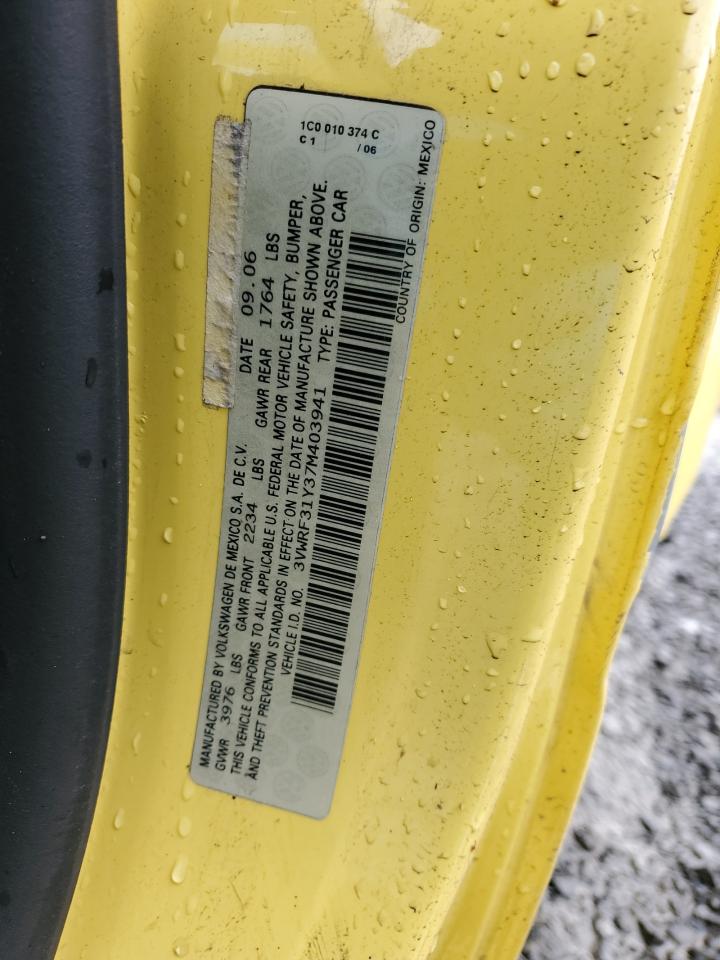 MANUFACTURED BY VOLKSWAGEN DE MEXICO S.A. DE C.V. DATE 09.06
GVWR 3976 LBS GAWR FRONT 2234 LBS GAWR REAR 1764 LBS
THIS VEHICLE CONFORMS TO ALL APPLICABLE U.S. FEDERAL MOTOR VEHICLE SAFETY, BUMPER,
AND THEFT PREVENTION STANDARDS IN EFFECT ON THE DATE OF MANUFACTURE SHOWN ABOVE.
VEHICLE I.D. NO. 3VWRF31Y37M403941 TYPE: PASSENGER CAR
COUNTRY OF ORIGIN: MEXICO
1C0 010 374 C
C 1 / 06